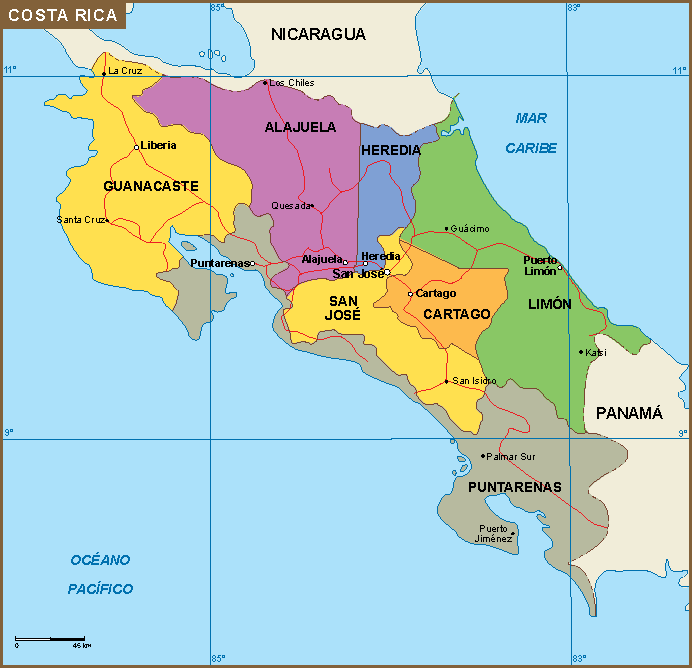 COSTA RICA
NICARAGUA
83°
11°
La Cruz
85°
Los Chiles
11°
ALAJUELA
MAR
CARIBE
HEREDIA
Liberia
GUANACASTE
Quesada
Santa Cruz
Guácimo
Puntarenas
Alajuela
Heredia
San José
Puerto
Limón
Cartago
SAN
JOSÉ
CARTAGO
LIMÓN
Katsi
San Isidro
PANAMÁ
9°
9°
Palmar Sur
PUNTARENAS
Puerto
Jiménez
OCÉANO
PACÍFICO
0 45 km
85°
83°